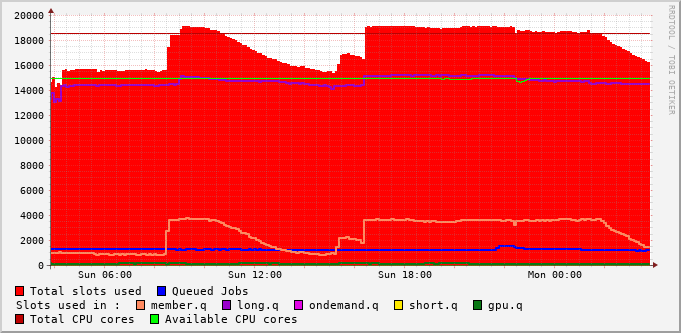 RRDTOOL / TOBI OETIKER
20000
18000
16000
14000
12000
10000
8000
6000
4000
2000
0
Sun 06:00 Sun 12:00 Sun 18:00 Mon 00:00
Total slots used Queued Jobs
Slots used in : member.q long.q ondemand.q short.q gpu.q
Total CPU cores Available CPU cores